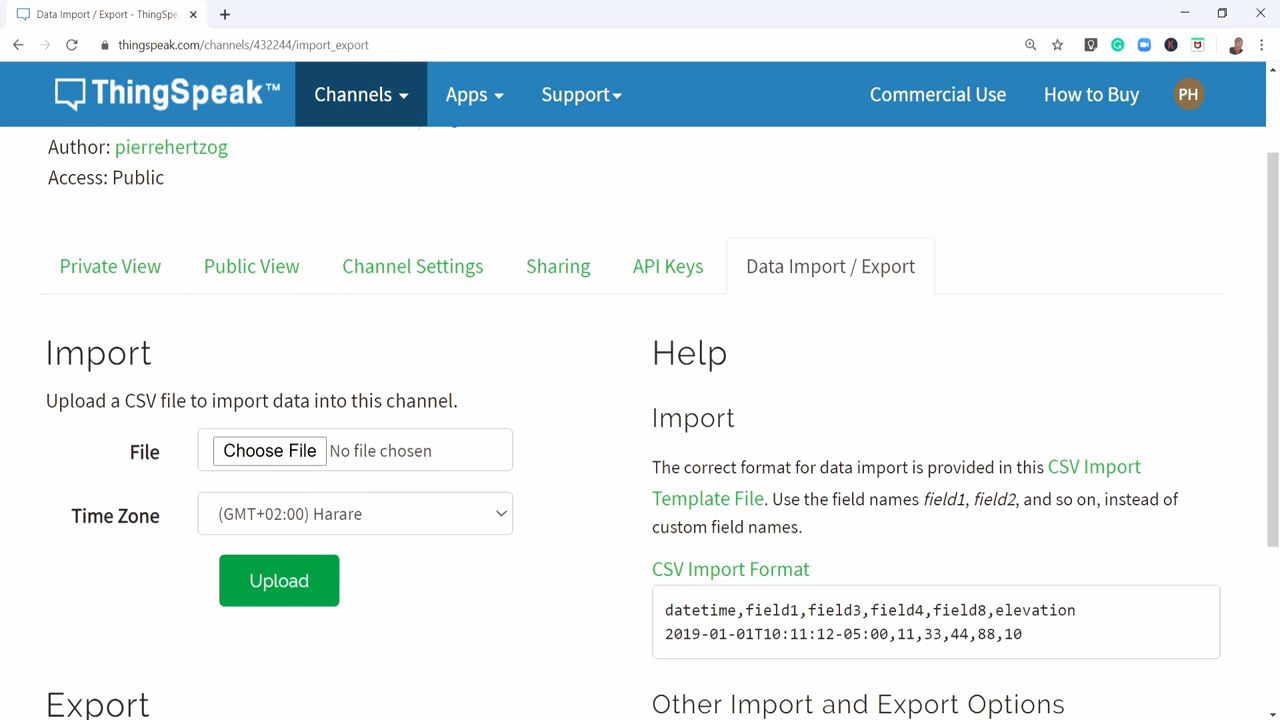 Data Import / Export - ThingSpe
thingspeak.com/channels/432244/import_export
ThingSpeak™
Channels
Apps
Support
Commercial Use
How to Buy
PH
Author: pierrehertzog
Access: Public
Private View
Public View
Channel Settings
Sharing
API Keys
Data Import / Export
Import
Upload a CSV file to import data into this channel.
File
Choose File
No file chosen
Time Zone
(GMT+02:00) Harare
Upload
Export
Help
Import
The correct format for data import is provided in this CSV Import
Template File. Use the field names field1, field2, and so on, instead of
custom field names.
CSV Import Format
datetime,field1,field3,field4,field8,elevation
2019-01-01T10:11:12-05:00,11,33,44,88,10
Other Import and Export Options